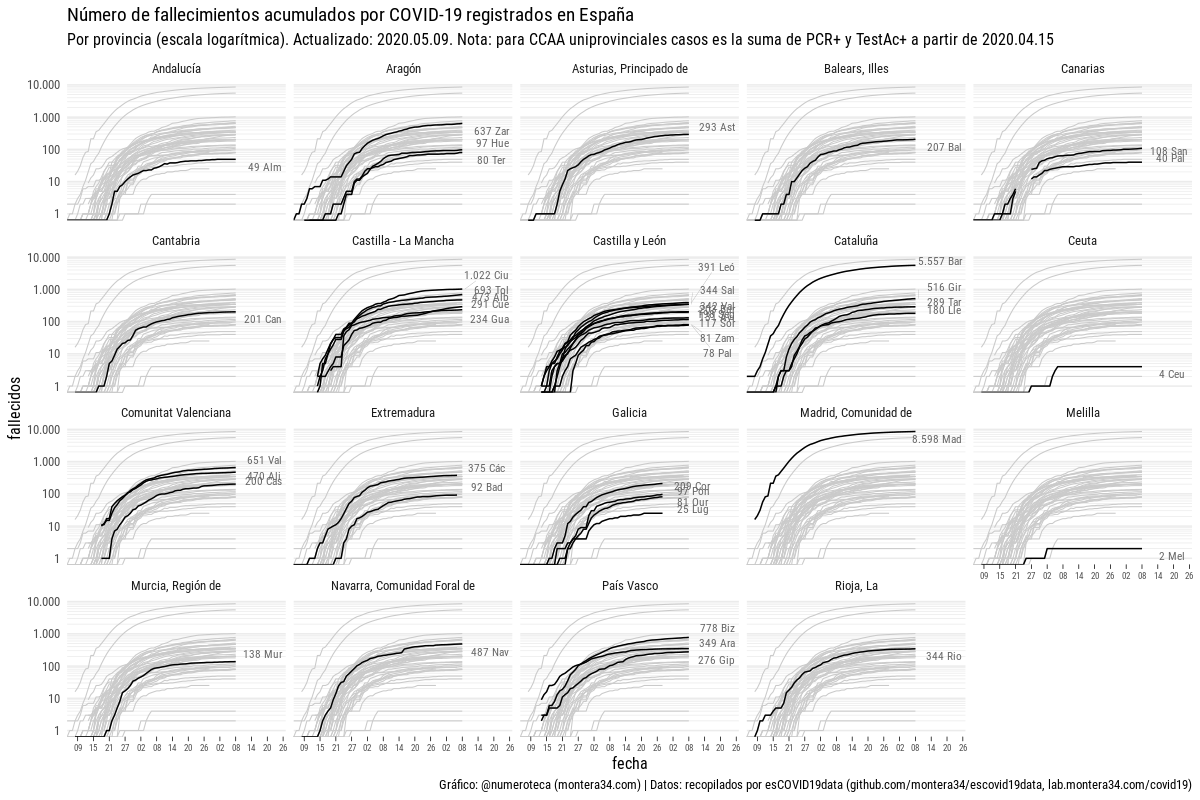 Número de fallecimientos acumulados por COVID-19 registrados en España
Por provincia (escala logarítmica). Actualizado: 2020.05.09. Nota: para CCAA uniprovinciales casos es la suma de PCR+ y TestAc+ a partir de 2020.04.15
Andalucía
Aragón
Asturias, Principado de
Balears, Illes
Canarias
10.000
1.000
100
10
1
49 Alm
637 Zar
97 Hue
80 Ter
293 Ast
207 Bal
108 San
40 Pal
Cantabria
Castilla - La Mancha
Castilla y León
Cataluña
Ceuta
10.000
1.000
100
10
1
201 Can
1.022 Ciu
693 Tol
473 Alb
291 Cue
234 Gua
391 Leó
344 Sal
117 Sor
81 Zam
78 Pal
5.557 Bar
516 Gir
289 Tar
180 Lle
4 Ceu
Comunitat Valenciana
Extremadura
Galicia
Madrid, Comunidad de
Melilla
10.000
1.000
100
10
1
651 Val
470 Ali
200 Cas
375 Các
92 Bad
209 Cor
97 Pon
81 Our
25 Lug
8.598 Mad
2 Mel
09 15 21 27 02 08 14 20 26 02 08 14 20 26
Murcia, Región de
Navarra, Comunidad Foral de
País Vasco
Rioja, La
10.000
1.000
100
10
1
138 Mur
487 Nav
778 Biz
349 Ara
276 Gip
344 Rio
09 15 21 27 02 08 14 20 26 02 08 14 20 26
09 15 21 27 02 08 14 20 26 02 08 14 20 26
09 15 21 27 02 08 14 20 26 02 08 14 20 26
09 15 21 27 02 08 14 20 26 02 08 14 20 26
fallecidos
fecha
Gráfico: @numeroteca (montera34.com) | Datos: recopilados por esCOVID19data (github.com/montera34/escovid19data, lab.montera34.com/covid19)